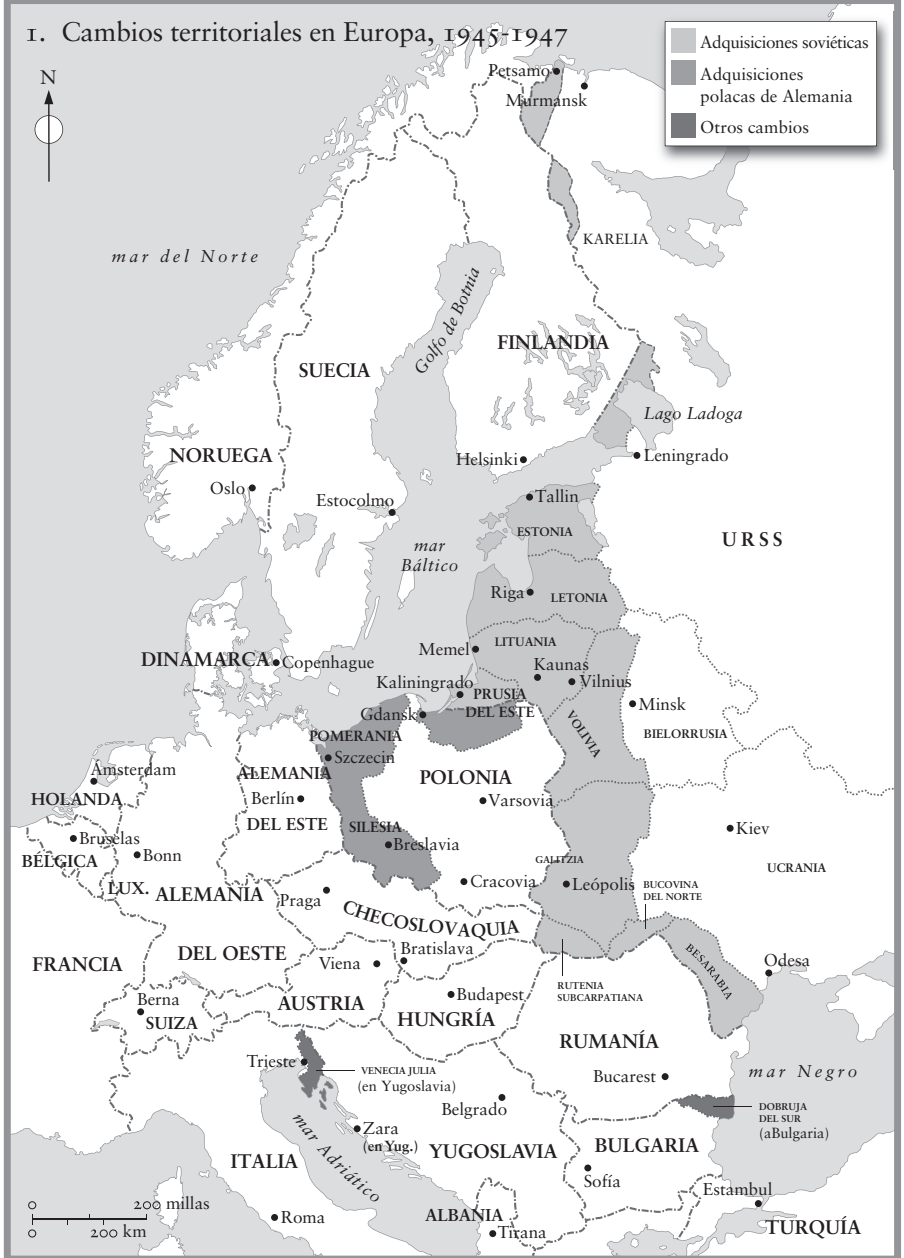 1. Cambios territoriales en Europa, 1945-1947
N
Adquisiciones soviéticas
Adquisiciones
polacas de Alemania
Otros cambios
Petsamo
Murmansk
KARELIA
mar del Norte
Golfo de Botnia
FINLANDIA
SUECIA
Lago Ladoga
NORUEGA
Helsinki
Leningrado
Oslo
Estocolmo
Tallin
ESTONIA
URSS
mar
Báltico
Riga
LETONIA
Memel
LITUANIA
DINAMARCA
Copenhague
Kaunas
Vilnius
Kaliningrado
PRUSIA
DEL ESTE
Minsk
Gdansk
VOLIVIA
BIELORRUSIA
POMERANIA
Szczecin
Amsterdam
ALEMANIA
DEL ESTE
POLONIA
HOLANDA
Berlín
Varsovia
Bruselas
SILESIA
Kiev
BÉLGICA
Bonn
Breslavia
GALITZIA
UCRANIA
LUX.
ALEMANIA
DEL OESTE
Praga
Cracovia
Leópolis
BUCOVINA
DEL NORTE
CHECOSLOVAQUIA
FRANCIA
Viena
Bratislava
BESARABIA
Odesa
RUTENIA
SUBCARPATIANA
Berna
SUIZA
AUSTRIA
Budapest
HUNGRÍA
RUMANÍA
Trieste
VENECIA JULIA
(en Yugoslavia)
Bucarest
mar Negro
Belgrado
DOBRUJA
DEL SUR
(aBulgaria)
Zara
(en Yug.)
mar Adriático
YUGOSLAVIA
BULGARIA
ITALIA
Sofía
Estambul
0 200 millas
0 200 km
Roma
ALBANIA
Tirana
TURQUÍA